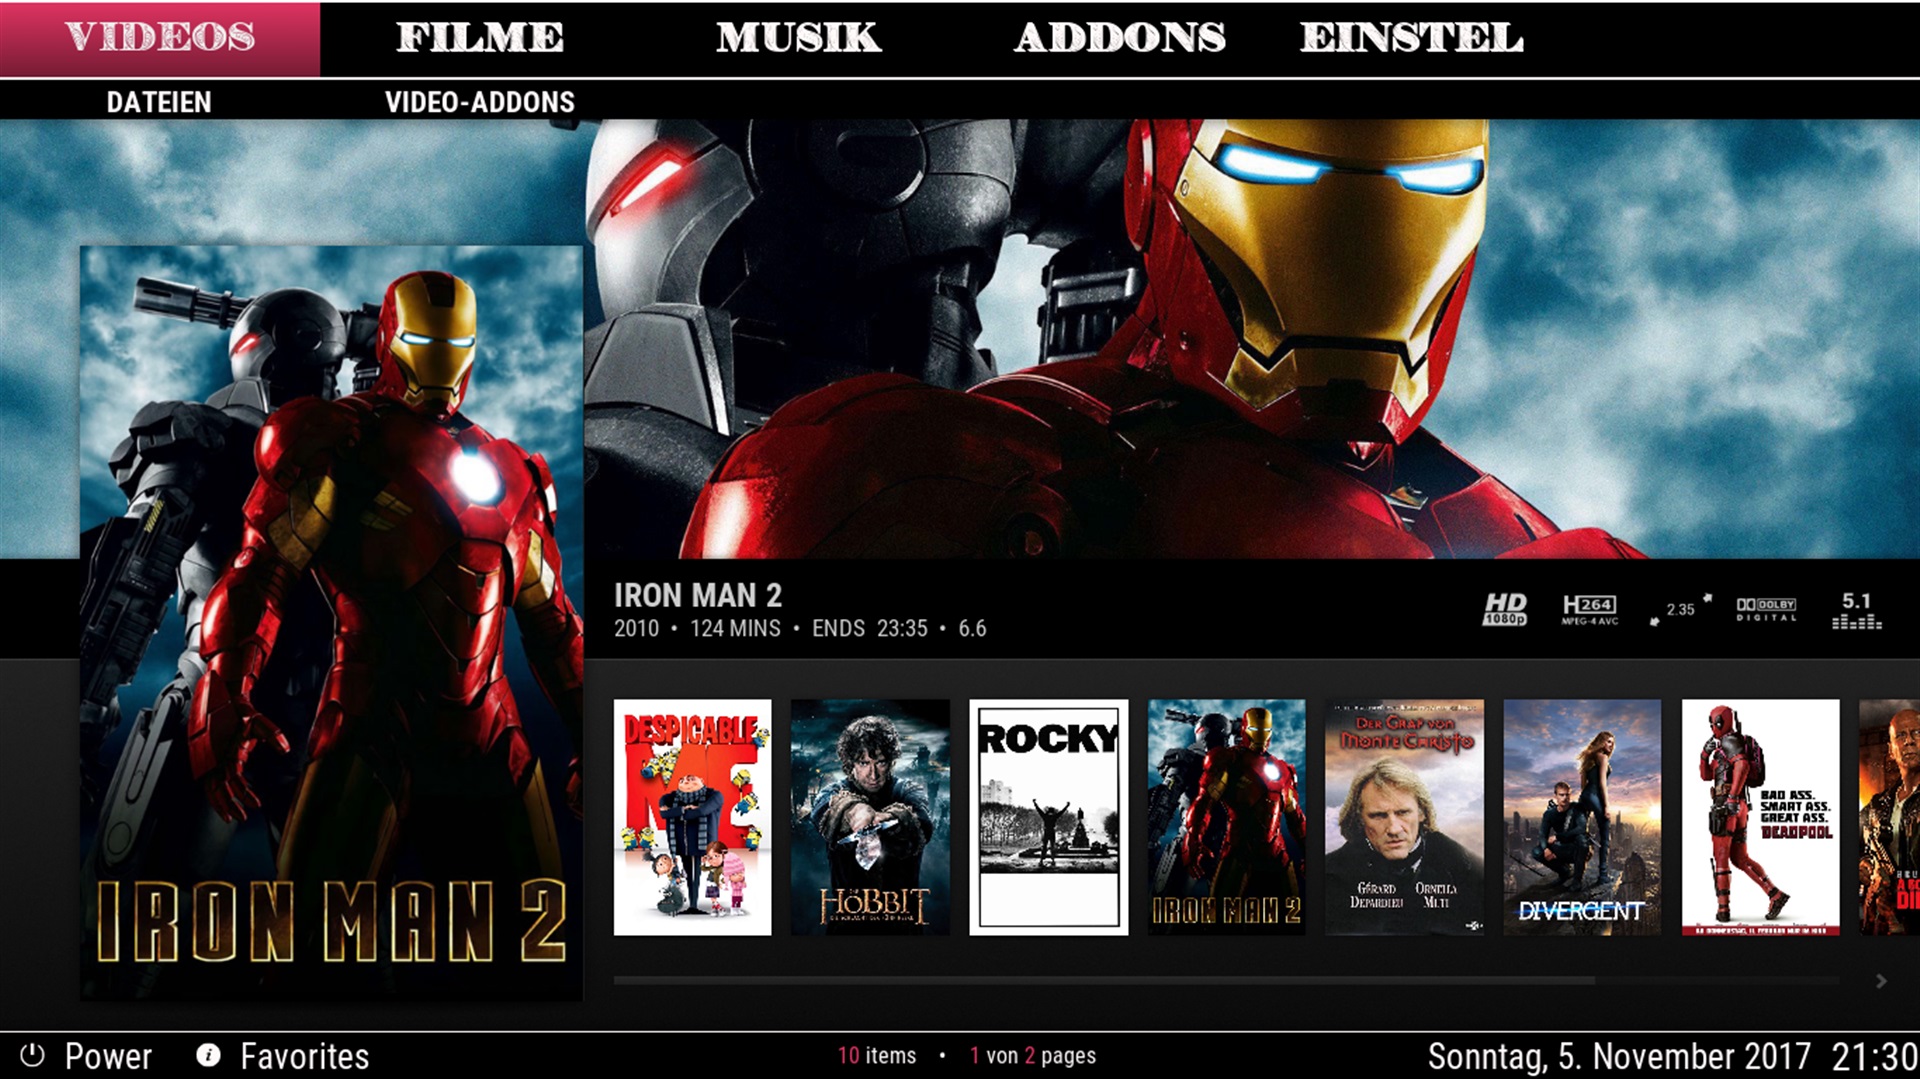 VIDEOS FILME MUSIK ADDONS EINSTEL
DATEIEN VIDEO-ADDONS
IRON MAN 2
IRON MAN 2
2010 • 124 MINS • ENDS 23:35 • 6.6
HD 1080p
H264 MPEG-4 AVC
2.35
DOLBY DIGITAL
5.1
DESPICABLE ME
HOBBIT
ROCKY
IRON MAN 2
DER GRAF VON
MONTE CHRISTO
GÉRARD DEPARDIEU
ORNELLA MUTI
DIVERGENT
BAD ASS.
SMART ASS.
GREAT ASS.
DEADPOOL
Power Favorites 10 items • 1 von 2 pages Sonntag, 5. November 2017 21:30